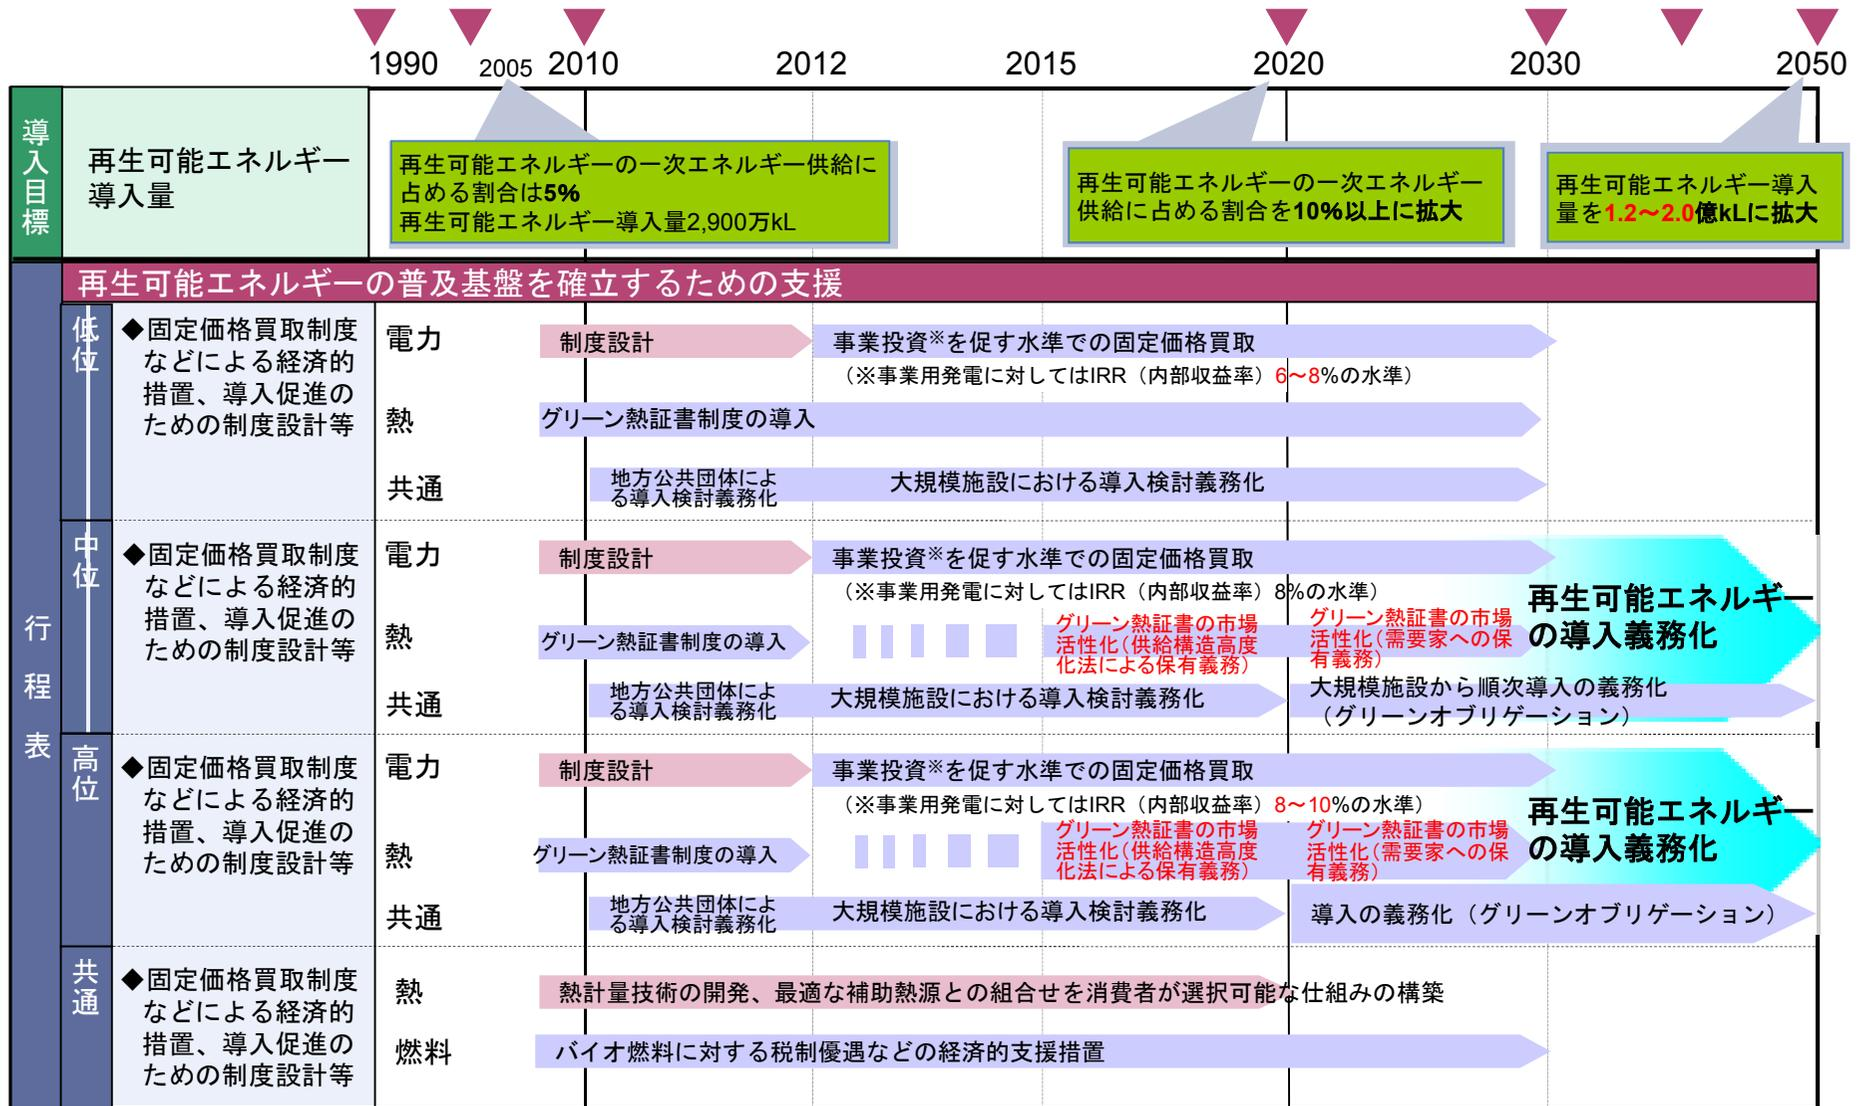 1990 2005 2010 2012 2015 2020 2030 2050
導入目標
再生可能エネルギー
導入量
再生可能エネルギーの一次エネルギー供給に
占める割合は5%
再生可能エネルギー導入量2,900万kL
再生可能エネルギーの一次エネルギー
供給に占める割合を10%以上に拡大
再生可能エネルギー導入
量を1.2～2.0億kLに拡大
行程表
再生可能エネルギーの普及基盤を確立するための支援
低位
◆固定価格買取制度
などによる経済的
措置、導入促進の
ための制度設計等
電力
制度設計
事業投資※を促す水準での固定価格買取
（※事業用発電に対してはIRR（内部収益率）6～8%の水準）
熱
グリーン熱証書制度の導入
共通
地方公共団体によ
る導入検討義務化
大規模施設における導入検討義務化
中位
◆固定価格買取制度
などによる経済的
措置、導入促進の
ための制度設計等
電力
制度設計
事業投資※を促す水準での固定価格買取
（※事業用発電に対してはIRR（内部収益率）8%の水準）
熱
グリーン熱証書制度の導入
グリーン熱証書の市場
活性化（供給構造高度
化法による保有義務）
グリーン熱証書の市場
活性化（需要家への保
有義務）
再生可能エネルギー
の導入義務化
共通
地方公共団体によ
る導入検討義務化
大規模施設における導入検討義務化
大規模施設から順次導入の義務化
（グリーンオブリゲーション）
高位
◆固定価格買取制度
などによる経済的
措置、導入促進の
ための制度設計等
電力
制度設計
事業投資※を促す水準での固定価格買取
（※事業用発電に対してはIRR（内部収益率）8～10%の水準）
熱
グリーン熱証書制度の導入
グリーン熱証書の市場
活性化（供給構造高度
化法による保有義務）
グリーン熱証書の市場
活性化（需要家への保
有義務）
再生可能エネルギー
の導入義務化
共通
地方公共団体によ
る導入検討義務化
大規模施設における導入検討義務化
導入の義務化（グリーンオブリゲーション）
共通
◆固定価格買取制度
などによる経済的
措置、導入促進の
ための制度設計等
熱
熱計量技術の開発、最適な補助熱源との組合せを消費者が選択可能な仕組みの構築
燃料
バイオ燃料に対する税制優遇などの経済的支援措置